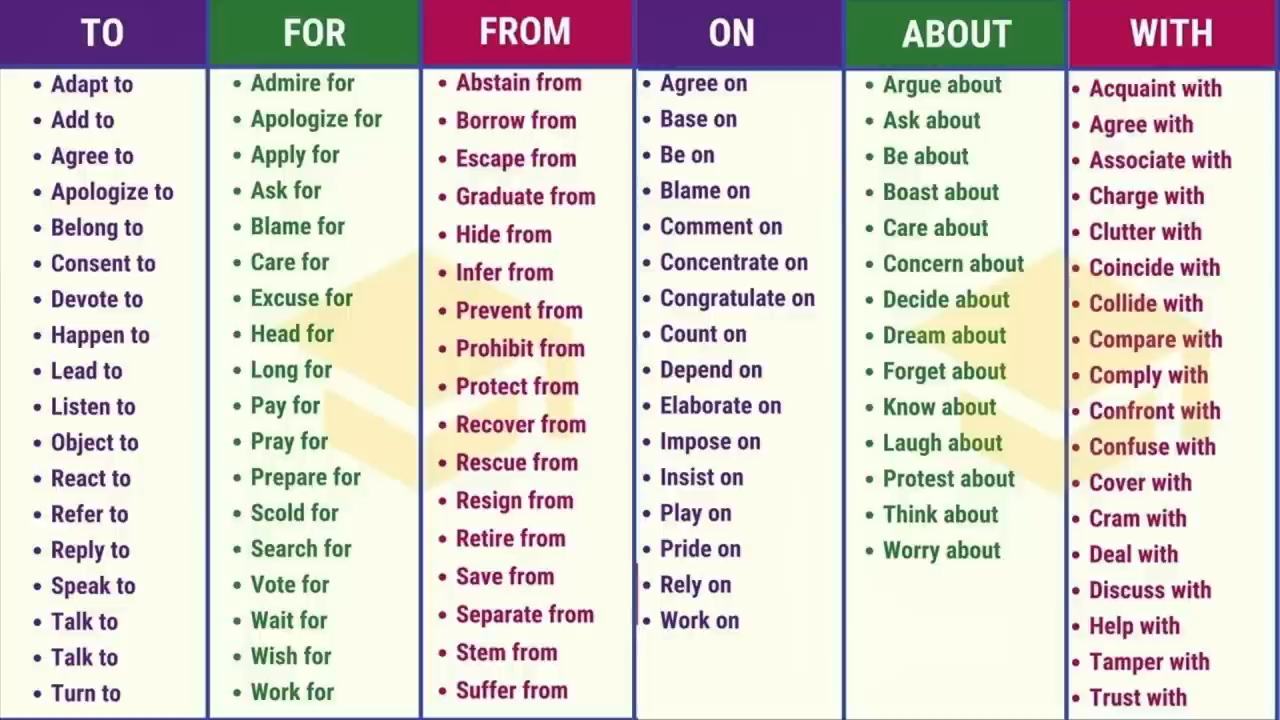 TO
Adapt to
Add to
Agree to
Apologize to
Belong to
Consent to
Devote to
Happen to
Lead to
Listen to
Object to
React to
Refer to
Reply to
Speak to
Talk to
Talk to
Turn to
FOR
Admire for
Apologize for
Apply for
Ask for
Blame for
Care for
Excuse for
Head for
Long for
Pay for
Pray for
Prepare for
Scold for
Search for
Vote for
Wait for
Wish for
Work for
FROM
Abstain from
Borrow from
Escape from
Graduate from
Hide from
Infer from
Prevent from
Prohibit from
Protect from
Recover from
Rescue from
Resign from
Retire from
Save from
Separate from
Stem from
Suffer from
ON
Agree on
Base on
Be on
Blame on
Comment on
Concentrate on
Congratulate on
Count on
Depend on
Elaborate on
Impose on
Insist on
Play on
Pride on
Rely on
Work on
ABOUT
Argue about
Ask about
Be about
Boast about
Care about
Concern about
Decide about
Dream about
Forget about
Know about
Laugh about
Protest about
Think about
Worry about
WITH
Acquaint with
Agree with
Associate with
Charge with
Clutter with
Coincide with
Collide with
Compare with
Comply with
Confront with
Confuse with
Cover with
Cram with
Deal with
Discuss with
Help with
Tamper with
Trust with